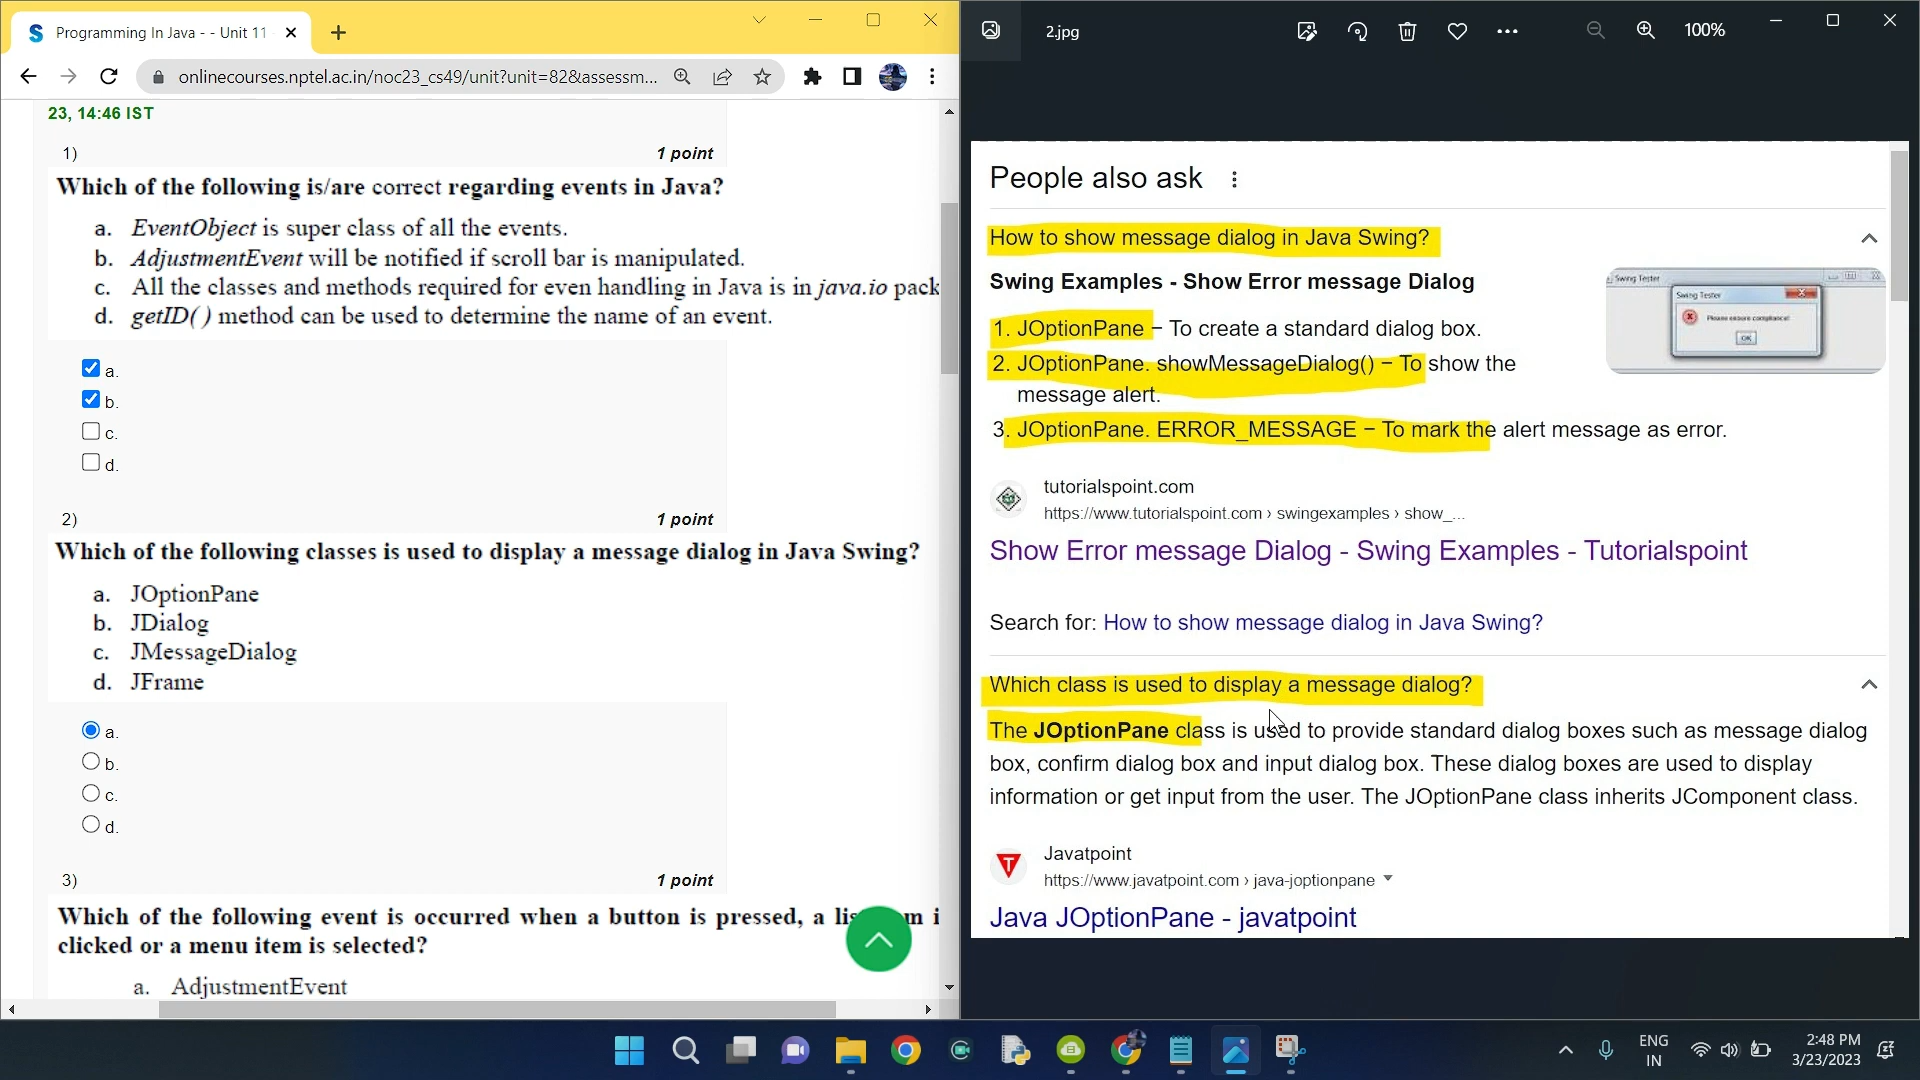 Programming In Java - - Unit 11
onlinecourses.nptel.ac.in/noc23_cs49/unit?unit=82&assessm...
23, 14:46 IST
1)
1 point
Which of the following is/are correct regarding events in Java?
a. EventObject is super class of all the events.
b. AdjustmentEvent will be notified if scroll bar is manipulated.
c. All the classes and methods required for even handling in Java is in java.io pack
d. getID( ) method can be used to determine the name of an event.
a.
b.
c.
d.
2)
1 point
Which of the following classes is used to display a message dialog in Java Swing?
a. JOptionPane
b. JDialog
c. JMessageDialog
d. JFrame
a.
b.
c.
d.
3)
1 point
Which of the following event is occurred when a button is pressed, a lis m i
clicked or a menu item is selected?
a. AdjustmentEvent
2.jpg
100%
People also ask
How to show message dialog in Java Swing?
Swing Examples - Show Error message Dialog
1. JOptionPane − To create a standard dialog box.
2. JOptionPane. showMessageDialog() − To show the
message alert.
3. JOptionPane. ERROR_MESSAGE − To mark the alert message as error.
Swing Tester
Swing Tester
Please ensure compliance!
OK
tutorialspoint.com
https://www.tutorialspoint.com › swingexamples › show_...
Show Error message Dialog - Swing Examples - Tutorialspoint
Search for: How to show message dialog in Java Swing?
Which class is used to display a message dialog?
The JOptionPane class is used to provide standard dialog boxes such as message dialog
box, confirm dialog box and input dialog box. These dialog boxes are used to display
information or get input from the user. The JOptionPane class inherits JComponent class.
Javatpoint
https://www.javatpoint.com › java-joptionpane
Java JOptionPane - javatpoint
ENG
IN
2:48 PM
3/23/2023